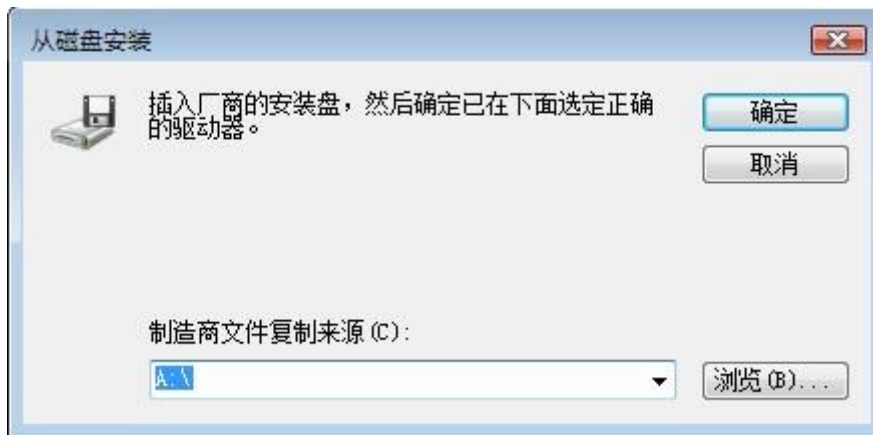 从磁盘安装
插入厂商的安装盘，然后确定已在下面选定正确
的驱动器。
确定
取消
制造商文件复制来源(C):
A:\
浏览(B)...